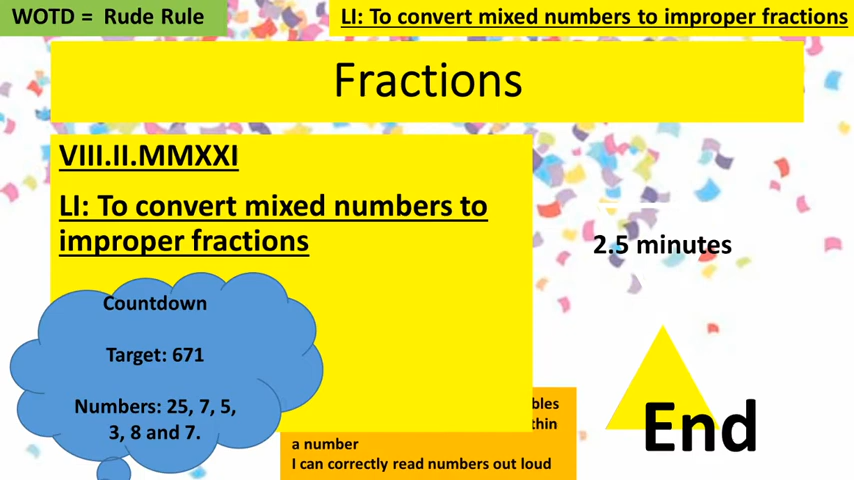 WOTD = Rude Rule
LI: To convert mixed numbers to improper fractions
Fractions
VIII.II.MMXXI
LI: To convert mixed numbers to
improper fractions
2.5 minutes
Countdown
Target: 671
Numbers: 25, 7, 5,
3, 8 and 7.
a number
I can correctly read numbers out loud
End